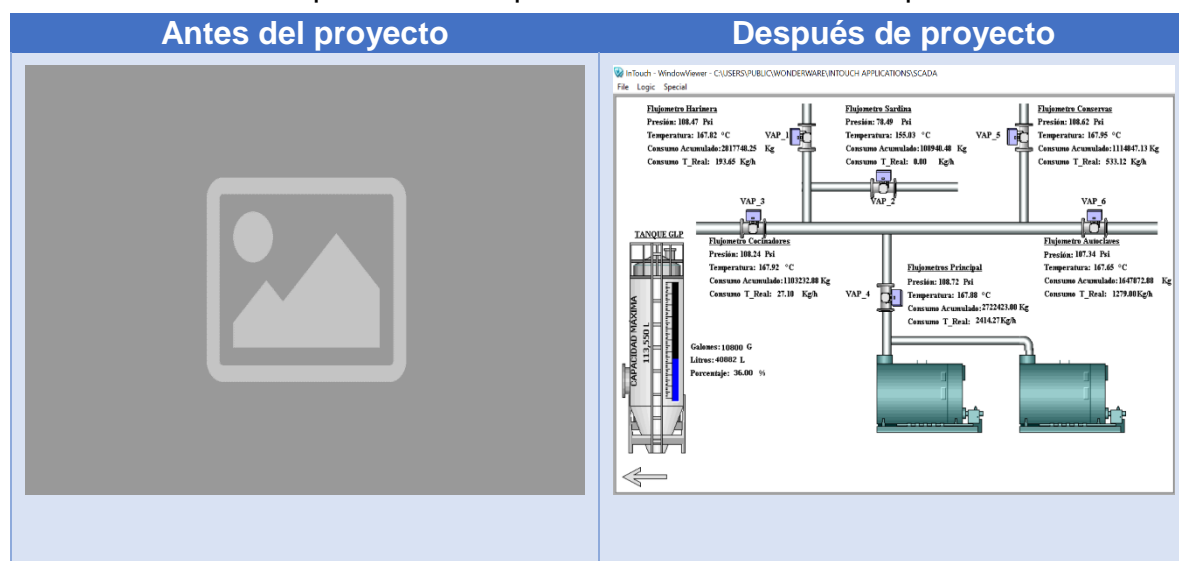 Antes del proyecto
Después de proyecto
InTouch - WindowViewer - C:\USERS\PUBLIC\WONDERWARE\INTOUCH APPLICATIONS\SCADA
File Logic Special
Flujometro Harinera
Presión: 108.47 Psi
Temperatura: 167.82 °C
Consumo Acumulado:2817748.25 Kg
Consumo T_Real: 193.65 Kg/h
VAP_1
Flujometro Sardina
Presión: 78.49 Psi
Temperatura: 155.03 °C
Consumo Acumulado:108940.48 Kg
Consumo T_Real: 0.00 Kg/h
VAP_5
Flujometro Conservas
Presión: 108.62 Psi
Temperatura: 167.95 °C
Consumo Acumulado:1114847.13 Kg
Consumo T_Real: 533.12 Kg/h
VAP_3
VAP_2
VAP_6
TANQUE GLP
CAPACIDAD MÁXIMA
113,550 L
Flujometro Cocinadores
Presión: 108.24 Psi
Temperatura: 167.92 °C
Consumo Acumulado:1103232.88 Kg
Consumo T_Real: 27.10 Kg/h
VAP_4
Flujometros Principal
Presión: 108.72 Psi
Temperatura: 167.88 °C
Consumo Acumulado:2722423.00 Kg
Consumo T_Real: 2414.27Kg/h
Flujometro Autoclaves
Presión: 107.34 Psi
Temperatura: 167.65 °C
Consumo Acumulado:1647872.88 Kg
Consumo T_Real: 1279.08Kg/h
Galones: 10800 G
Litros: 40882 L
Porcentaje: 36.00 %